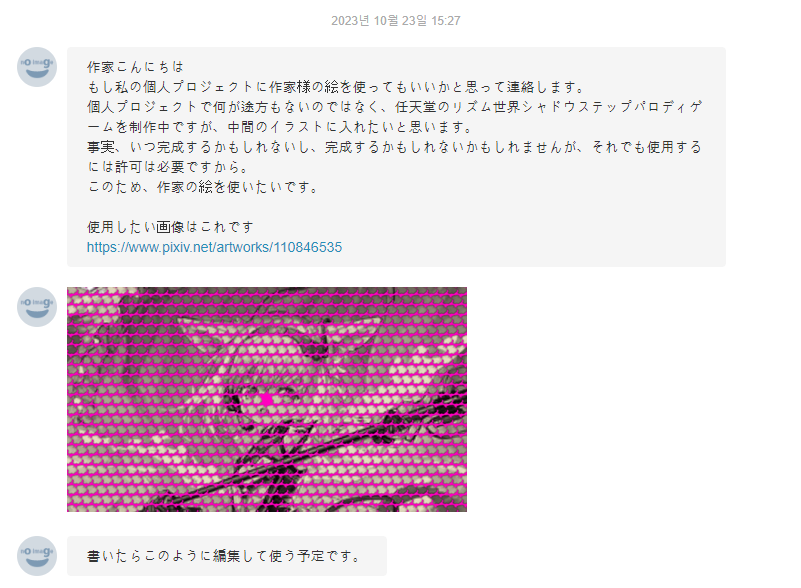 2023년 10월 23일 15:27
no image
作家こんにちは
もし私の個人プロジェクトに作家様の絵を使ってもいいかと思って連絡します。
個人プロジェクトで何が途方もないのではなく、任天堂のリズム世界シャドウステップパロディゲ
ームを制作中ですが、中間のイラストに入れたいと思います。
事実、いつ完成するかもしれないし、完成するかもしれないかもしれませんが、それでも使用する
には許可は必要ですから。
このため、作家の絵を使いたいです。
使用したい画像はこれです
https://www.pixiv.net/artworks/110846535
no image
no image
書いたらこのように編集して使う予定です。